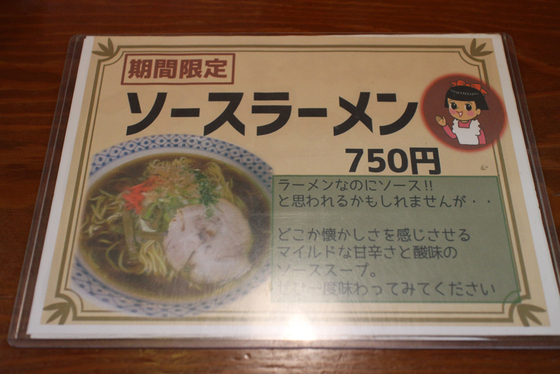 期間限定
ソースラーメン
750円
ラーメンなのにソース!!
と思われるかもしれませんが・・
どこか懐かしさを感じさせる
マイルドな甘辛さと酸味の
ソーススープ。
ぜひ一度味わってみてください